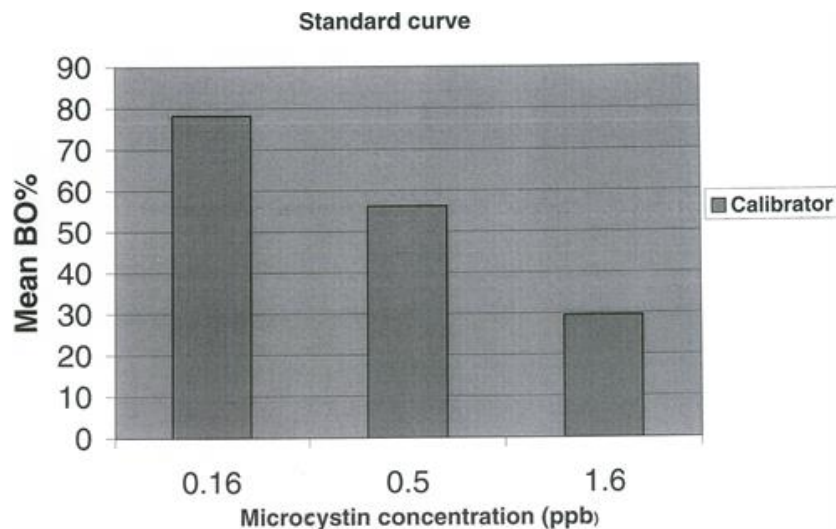 Standard curve
90
80
70
60
50
40
30
20
10
0
Mean BO%
0.16 0.5 1.6
Microcystin concentration (ppb)
Calibrator